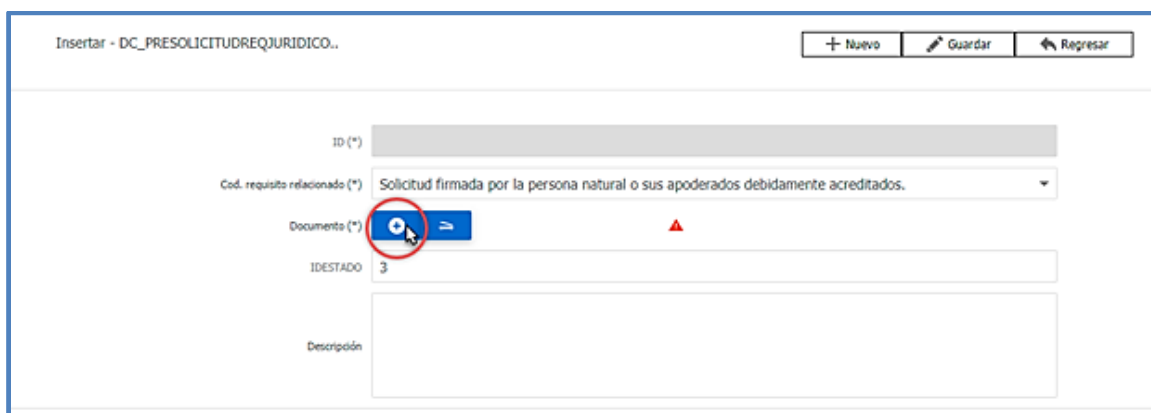 Insertar - DC_PRESOLICITUDREQJURIDICO..
Nuevo
Guardar
Regresar
ID (*)
Cod. requisito relacionado (*)
Solicitud firmada por la persona natural o sus apoderados debidamente acreditados.
Documento (*)
IDESTADO
3
Descripción